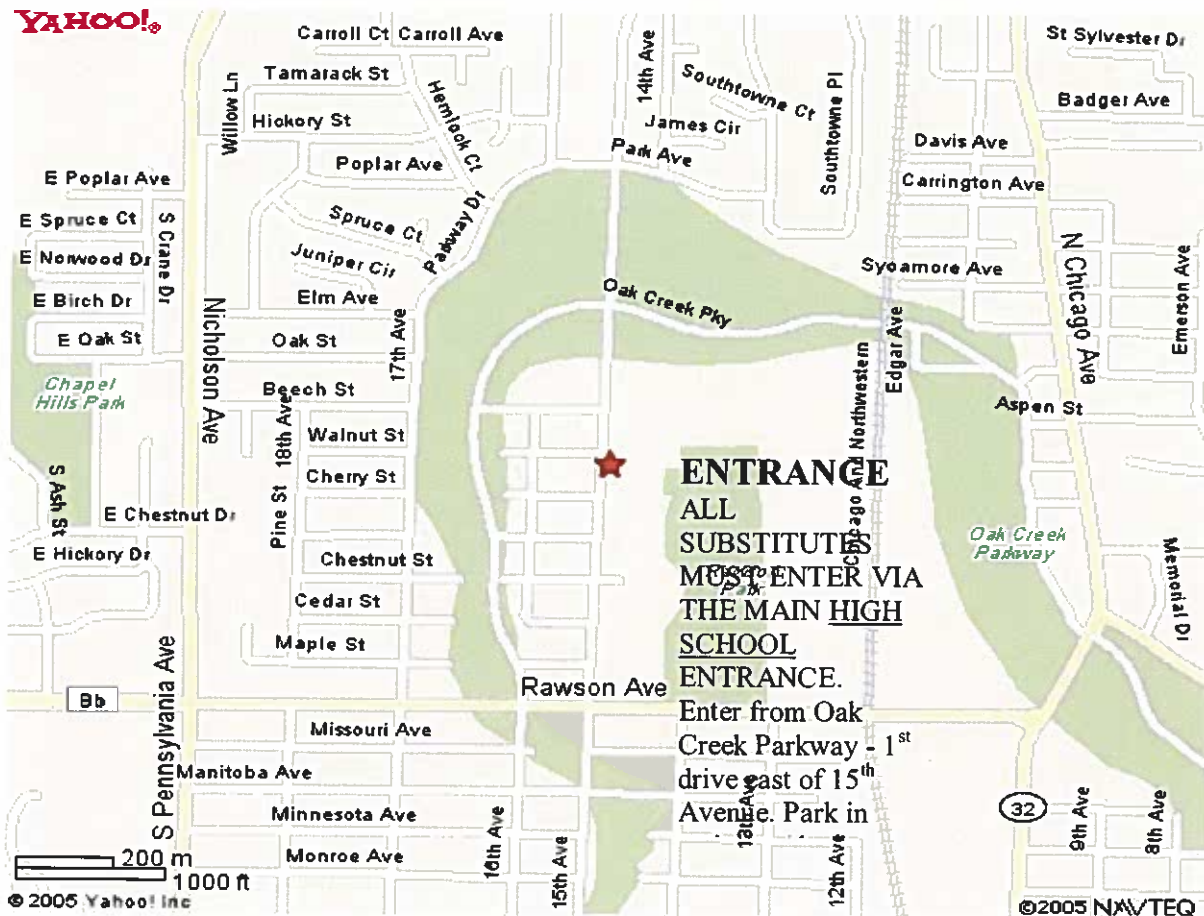 YAHOO!®
Carroll Ct Carroll Ave
Tamarack St
Willow Ln
Hickory St
Hemlock Ct
Poplar Ave
Spruce Ct
Juniper Cir
Parkway Dr
Elm Ave
Oak St
Beech St
17th Ave
E Poplar Ave
E Spruce Ct
E Norwood Dr
E Birch Dr
E Oak St
S Crane Dr
Chapel
Hills Park
Nicholson Ave
18th Ave
Pine St
Walnut St
Cherry St
S Ash St
E Chestnut Dr
E Hickory Dr
Chestnut St
Cedar St
Maple St
14th Ave
Southtowne Ct
James Cir
Park Ave
Southtowne Pl
St Sylvester Dr
Badger Ave
Davis Ave
Carrington Ave
Sycamore Ave
N Chicago Ave
Emerson Ave
Oak Creek Pky
Edgar Ave
Chicago And Northwestern
Aspen St
Oak Creek
Parkway
Memorial Dr
ENTRANCE
ALL
SUBSTITUTES
MUST ENTER VIA
THE MAIN HIGH
SCHOOL
ENTRANCE.
Enter from Oak
Creek Parkway - 1st
drive east of 15th
Avenue. Park in
Park
Rawson Ave
Bb
S Pennsylvania Ave
Missouri Ave
Manitoba Ave
Minnesota Ave
Monroe Ave
16th Ave
15th Ave
13th Ave
12th Ave
32
9th Ave
8th Ave
200 m
1000 ft
© 2005 Yahoo! Inc
©2005 NAVTEQ